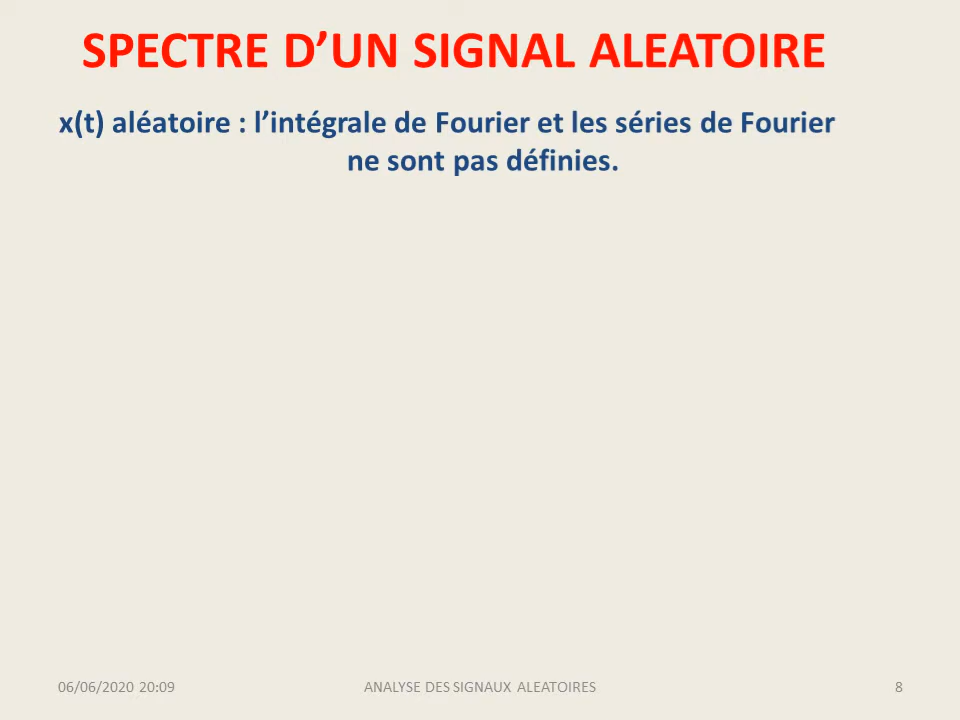 SPECTRE D’UN SIGNAL ALEATOIRE
x(t) aléatoire : l’intégrale de Fourier et les séries de Fourier
ne sont pas définies.
06/06/2020 20:09 ANALYSE DES SIGNAUX ALEATOIRES 8